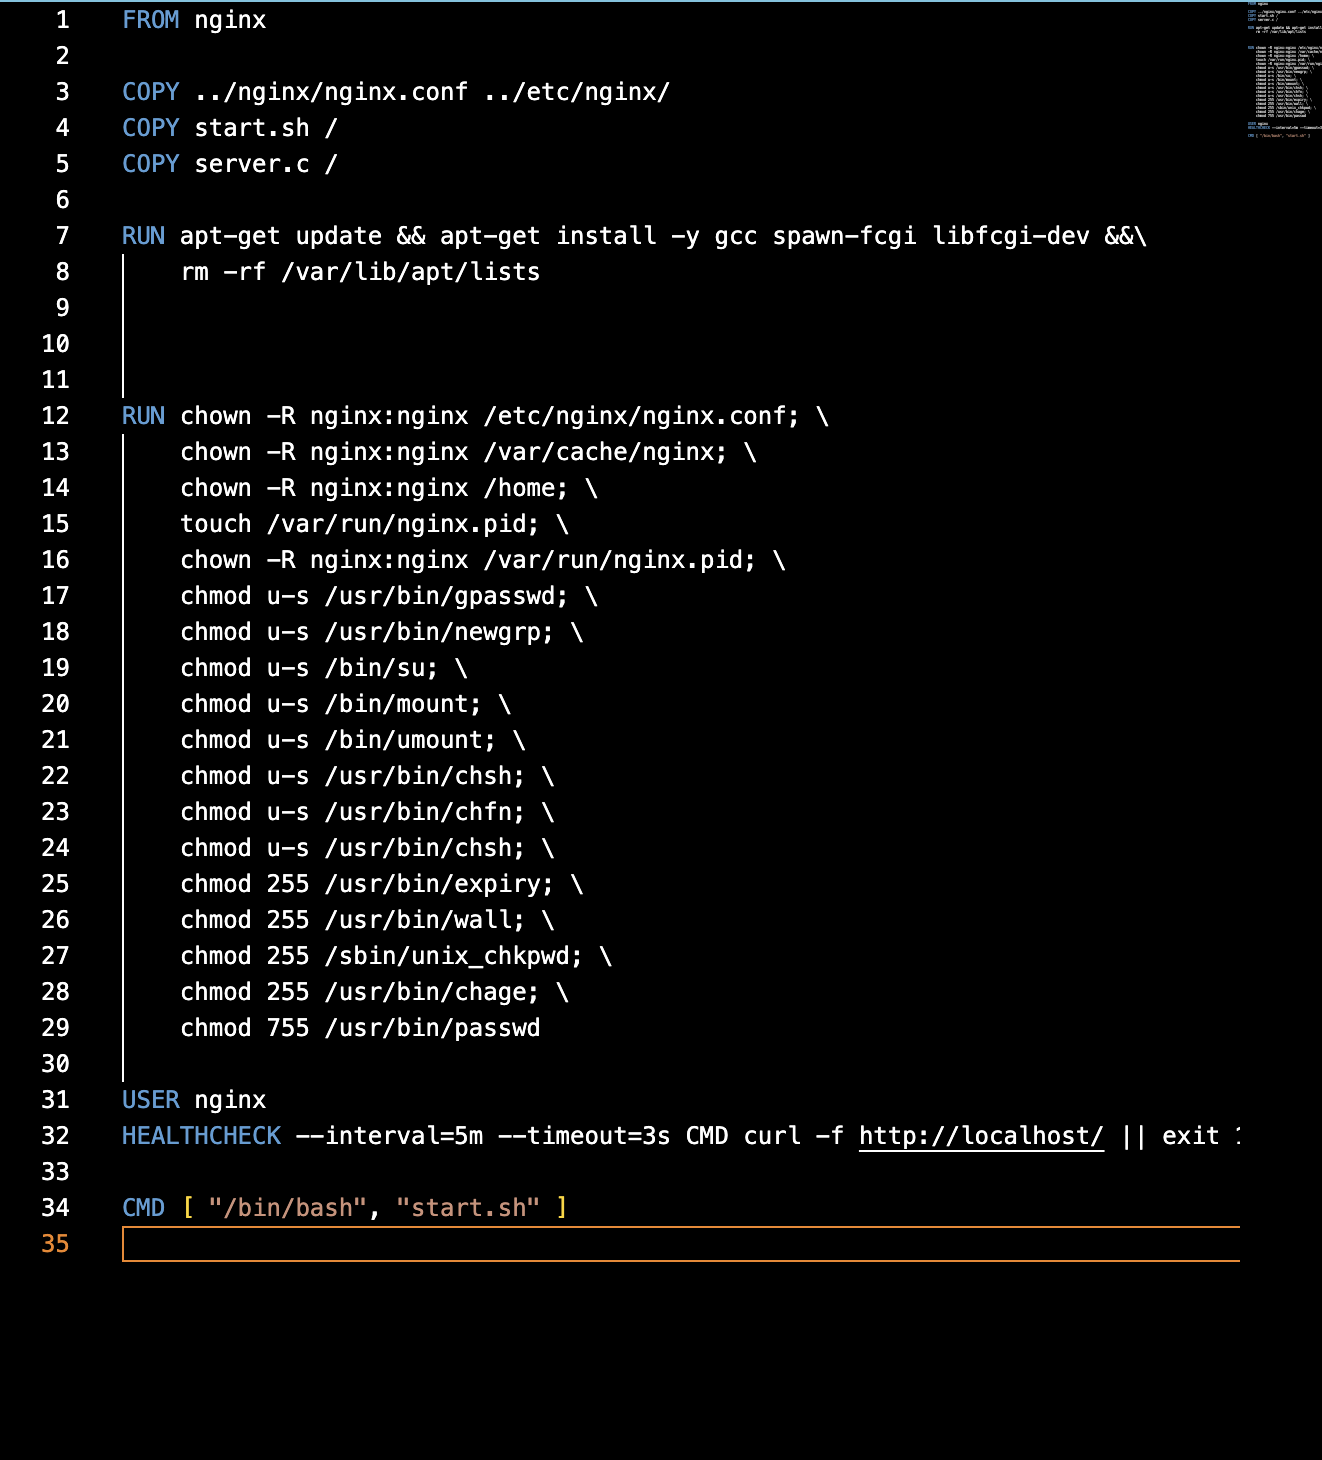 1 FROM nginx
2
3 COPY ../nginx/nginx.conf ../etc/nginx/
4 COPY start.sh /
5 COPY server.c /
6
7 RUN apt-get update && apt-get install -y gcc spawn-fcgi libfcgi-dev &&\
8     rm -rf /var/lib/apt/lists
9
10
11
12 RUN chown -R nginx:nginx /etc/nginx/nginx.conf; \
13     chown -R nginx:nginx /var/cache/nginx; \
14     chown -R nginx:nginx /home; \
15     touch /var/run/nginx.pid; \
16     chown -R nginx:nginx /var/run/nginx.pid; \
17     chmod u-s /usr/bin/gpasswd; \
18     chmod u-s /usr/bin/newgrp; \
19     chmod u-s /bin/su; \
20     chmod u-s /bin/mount; \
21     chmod u-s /bin/umount; \
22     chmod u-s /usr/bin/chsh; \
23     chmod u-s /usr/bin/chfn; \
24     chmod u-s /usr/bin/chsh; \
25     chmod 255 /usr/bin/expiry; \
26     chmod 255 /usr/bin/wall; \
27     chmod 255 /sbin/unix_chkpwd; \
28     chmod 255 /usr/bin/chage; \
29     chmod 755 /usr/bin/passwd
30
31 USER nginx
32 HEALTHCHECK --interval=5m --timeout=3s CMD curl -f http://localhost/ || exit 1
33
34 CMD [ "/bin/bash", "start.sh" ]
35